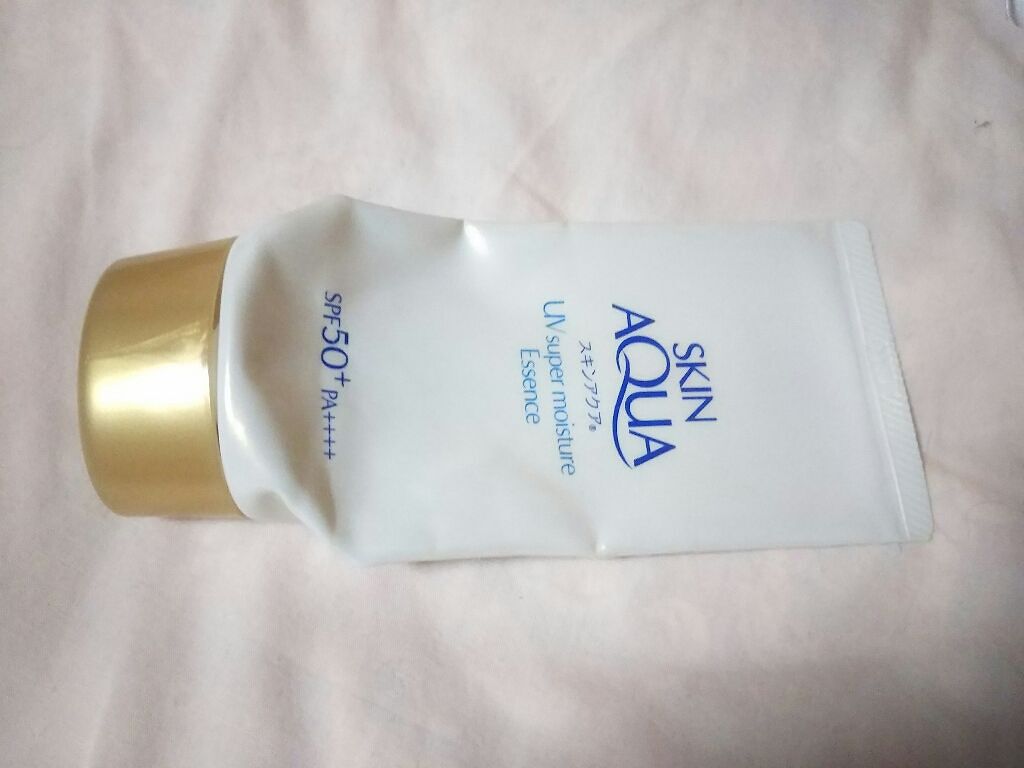 SKIN
AQUA
スキンアクア®
UV super moisture
Essence
SPF50+ PA++++